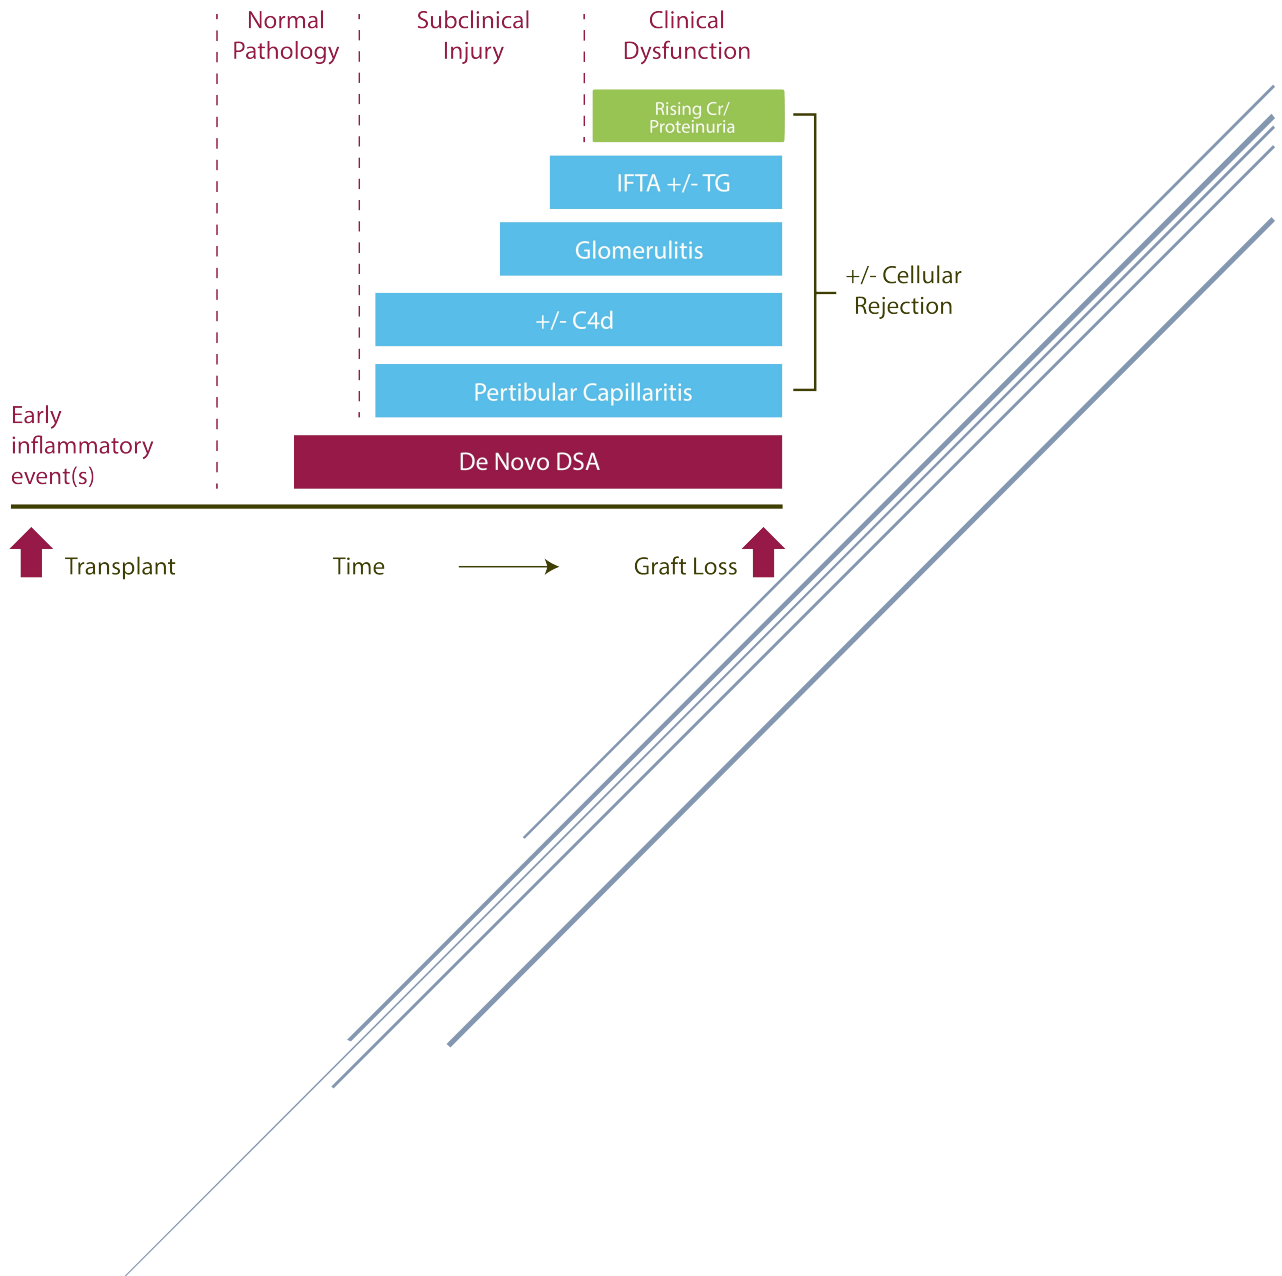 Normal
Pathology
Subclinical
Injury
Clinical
Dysfunction
Rising Cr/
Proteinuria
IFTA +/- TG
Glomerulitis
+/- C4d
Pertibular Capillaritis
De Novo DSA
+/- Cellular
Rejection
Early
inflammatory
event(s)
Transplant
Time
Graft Loss